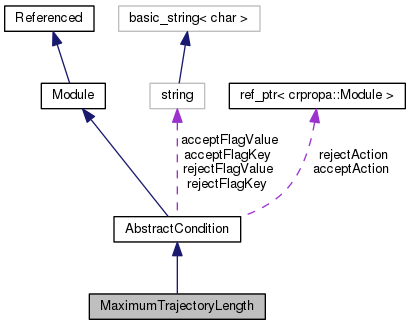 Referenced
basic_string< char >
Module
string
ref_ptr< crpropa::Module >
acceptFlagValue
acceptFlagKey
rejectFlagValue
rejectFlagKey
rejectAction
acceptAction
AbstractCondition
MaximumTrajectoryLength